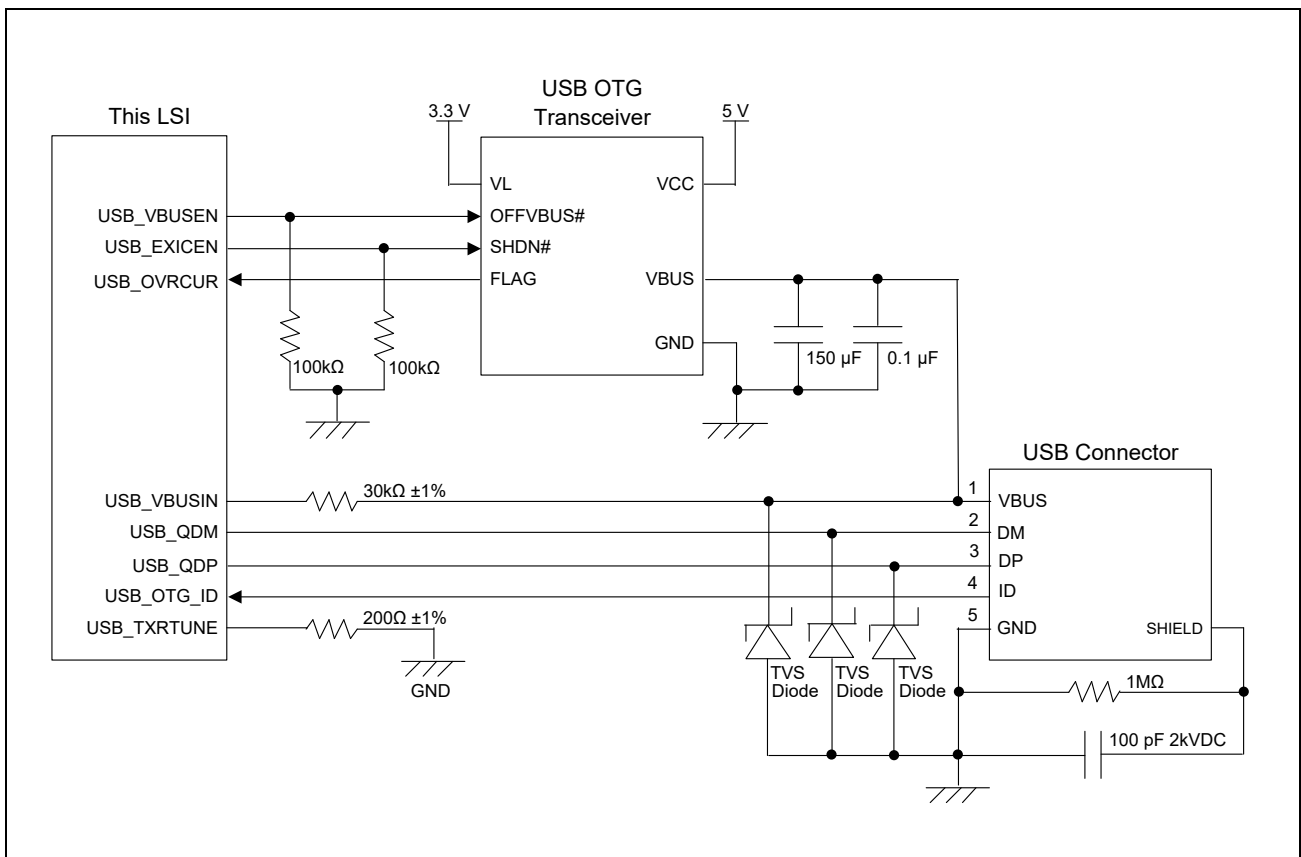 This LSI
USB_VBUSEN
USB_EXICEN
USB_OVRCUR
USB_VBUSIN
USB_QDM
USB_QDP
USB_OTG_ID
USB_TXRTUNE
100kΩ
100kΩ
3.3 V
USB OTG
Transceiver
5 V
VL
OFFVBUS#
SHDN#
FLAG
VCC
VBUS
GND
150 µF
0.1 µF
30kΩ ±1%
200Ω ±1%
GND
TVS
Diode
TVS
Diode
TVS
Diode
USB Connector
1
VBUS
2
DM
3
DP
4
ID
5
GND
SHIELD
1MΩ
100 pF 2kVDC